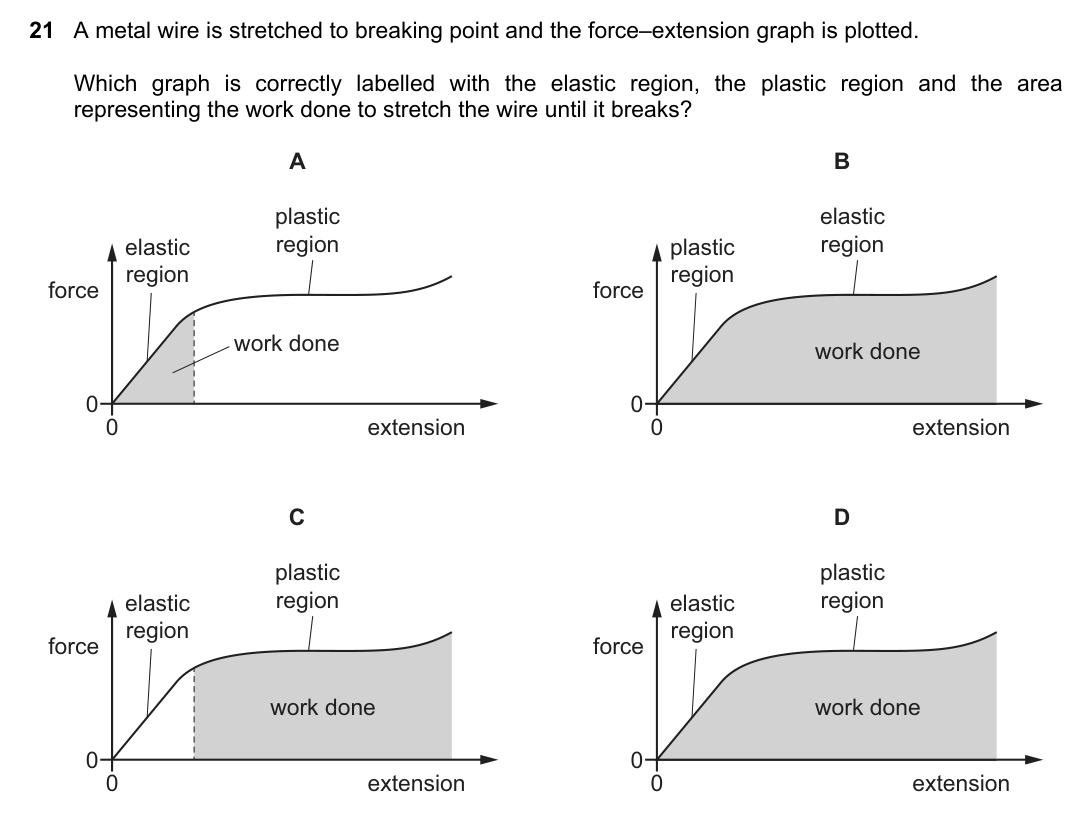 21 A metal wire is stretched to breaking point and the force–extension graph is plotted.
Which graph is correctly labelled with the elastic region, the plastic region and the area
representing the work done to stretch the wire until it breaks?
A
plastic
region
elastic
region
force
work done
0
0
extension
B
elastic
region
plastic
region
force
work done
0
0
extension
C
plastic
region
elastic
region
force
work done
0
0
extension
D
plastic
region
elastic
region
force
work done
0
0
extension